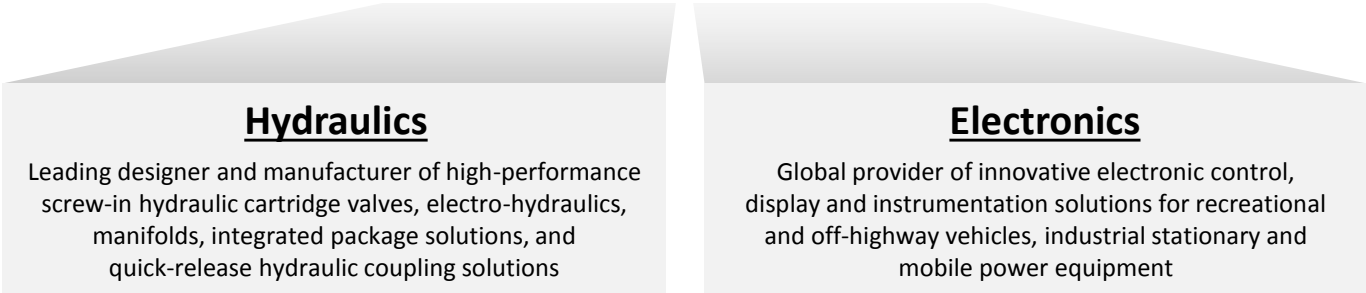 Hydraulics
Leading designer and manufacturer of high-performance
screw-in hydraulic cartridge valves, electro-hydraulics,
manifolds, integrated package solutions, and
quick-release hydraulic coupling solutions
Electronics
Global provider of innovative electronic control,
display and instrumentation solutions for recreational
and off-highway vehicles, industrial stationary and
mobile power equipment